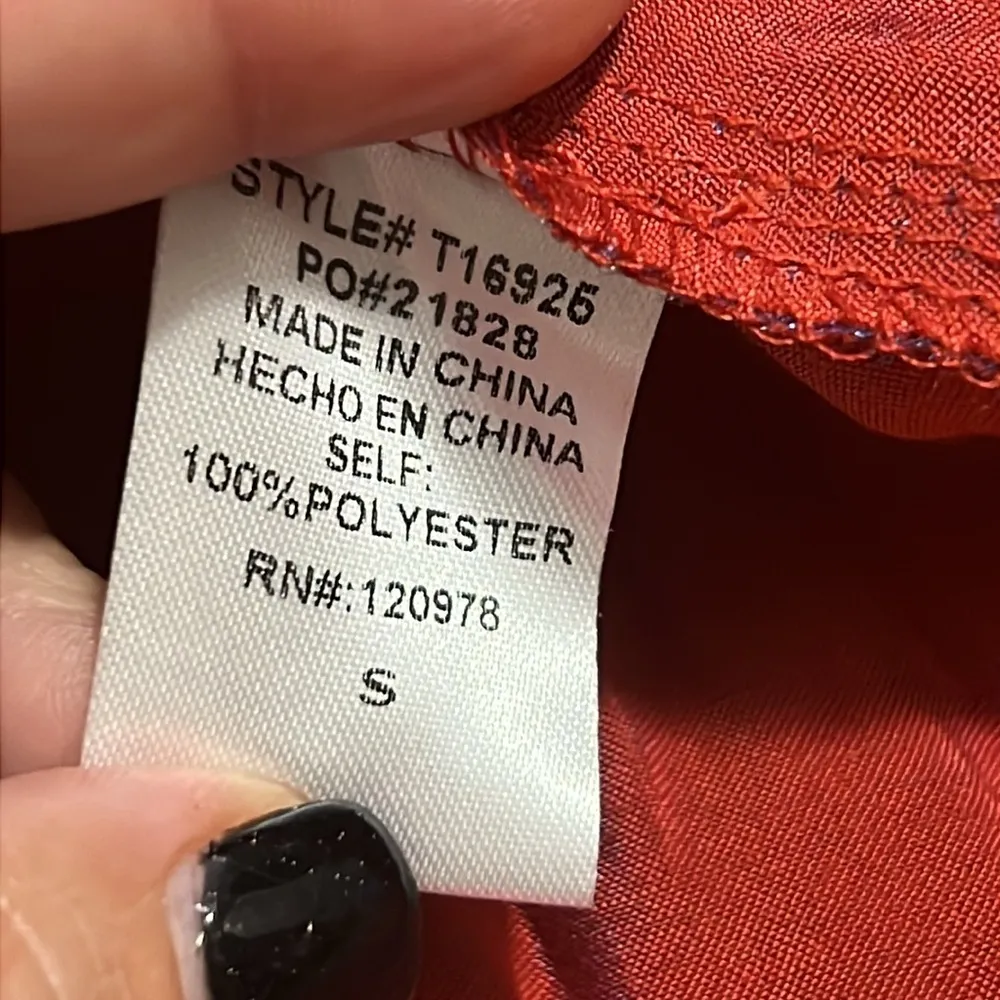 STYLE# T16925
PO#21828
MADE IN CHINA
HECHO EN CHINA
SELF:
100%POLYESTER
RN#:120978
S